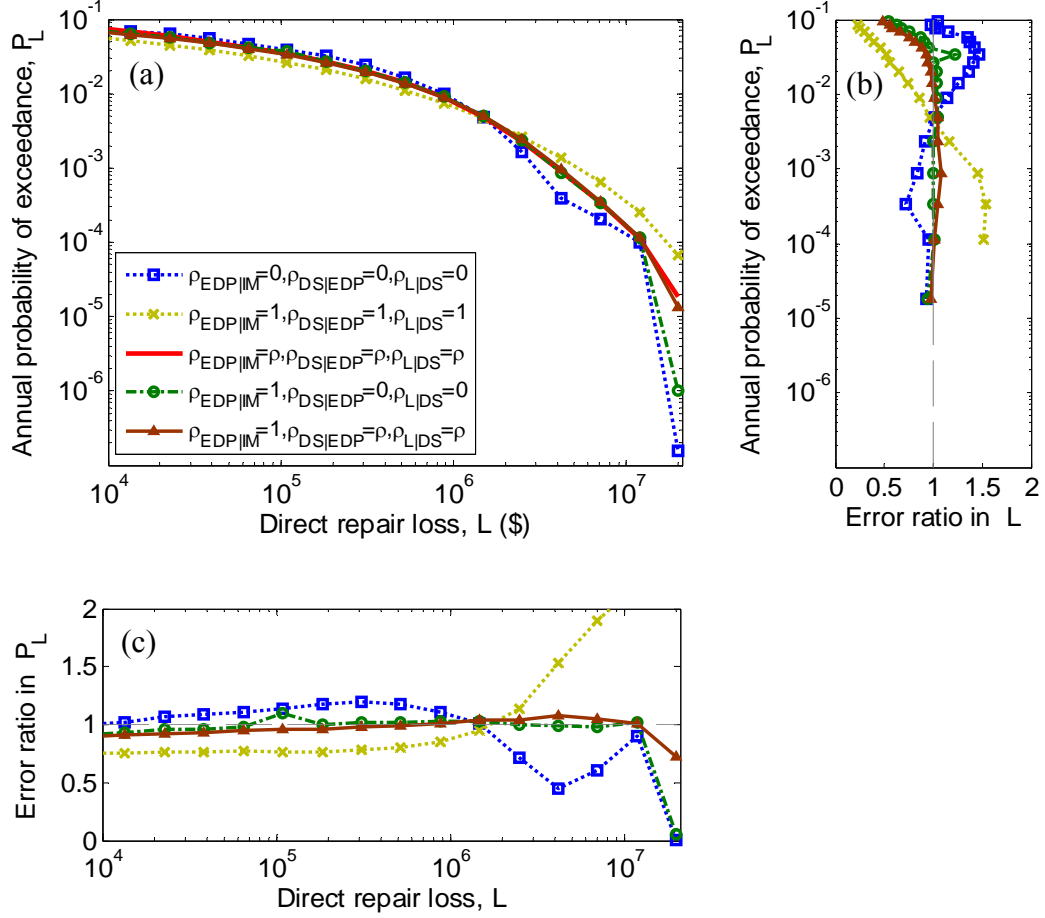 10^-1
10^-2
10^-3
10^-4
10^-5
10^-6
Annual probability of exceedance, P_L
(a)
ρ_EDP|IM=0,ρ_DS|EDP=0,ρ_L|DS=0
ρ_EDP|IM=1,ρ_DS|EDP=1,ρ_L|DS=1
ρ_EDP|IM=ρ,ρ_DS|EDP=ρ,ρ_L|DS=ρ
ρ_EDP|IM=1,ρ_DS|EDP=0,ρ_L|DS=0
ρ_EDP|IM=1,ρ_DS|EDP=ρ,ρ_L|DS=ρ
10^4 10^5 10^6 10^7
Direct repair loss, L ($)
10^-1
10^-2
10^-3
10^-4
10^-5
10^-6
Annual probability of exceedance, P_L
(b)
0 0.5 1 1.5 2
Error ratio in L
2
1.5
1
0.5
0
Error ratio in P_L
(c)
10^4 10^5 10^6 10^7
Direct repair loss, L